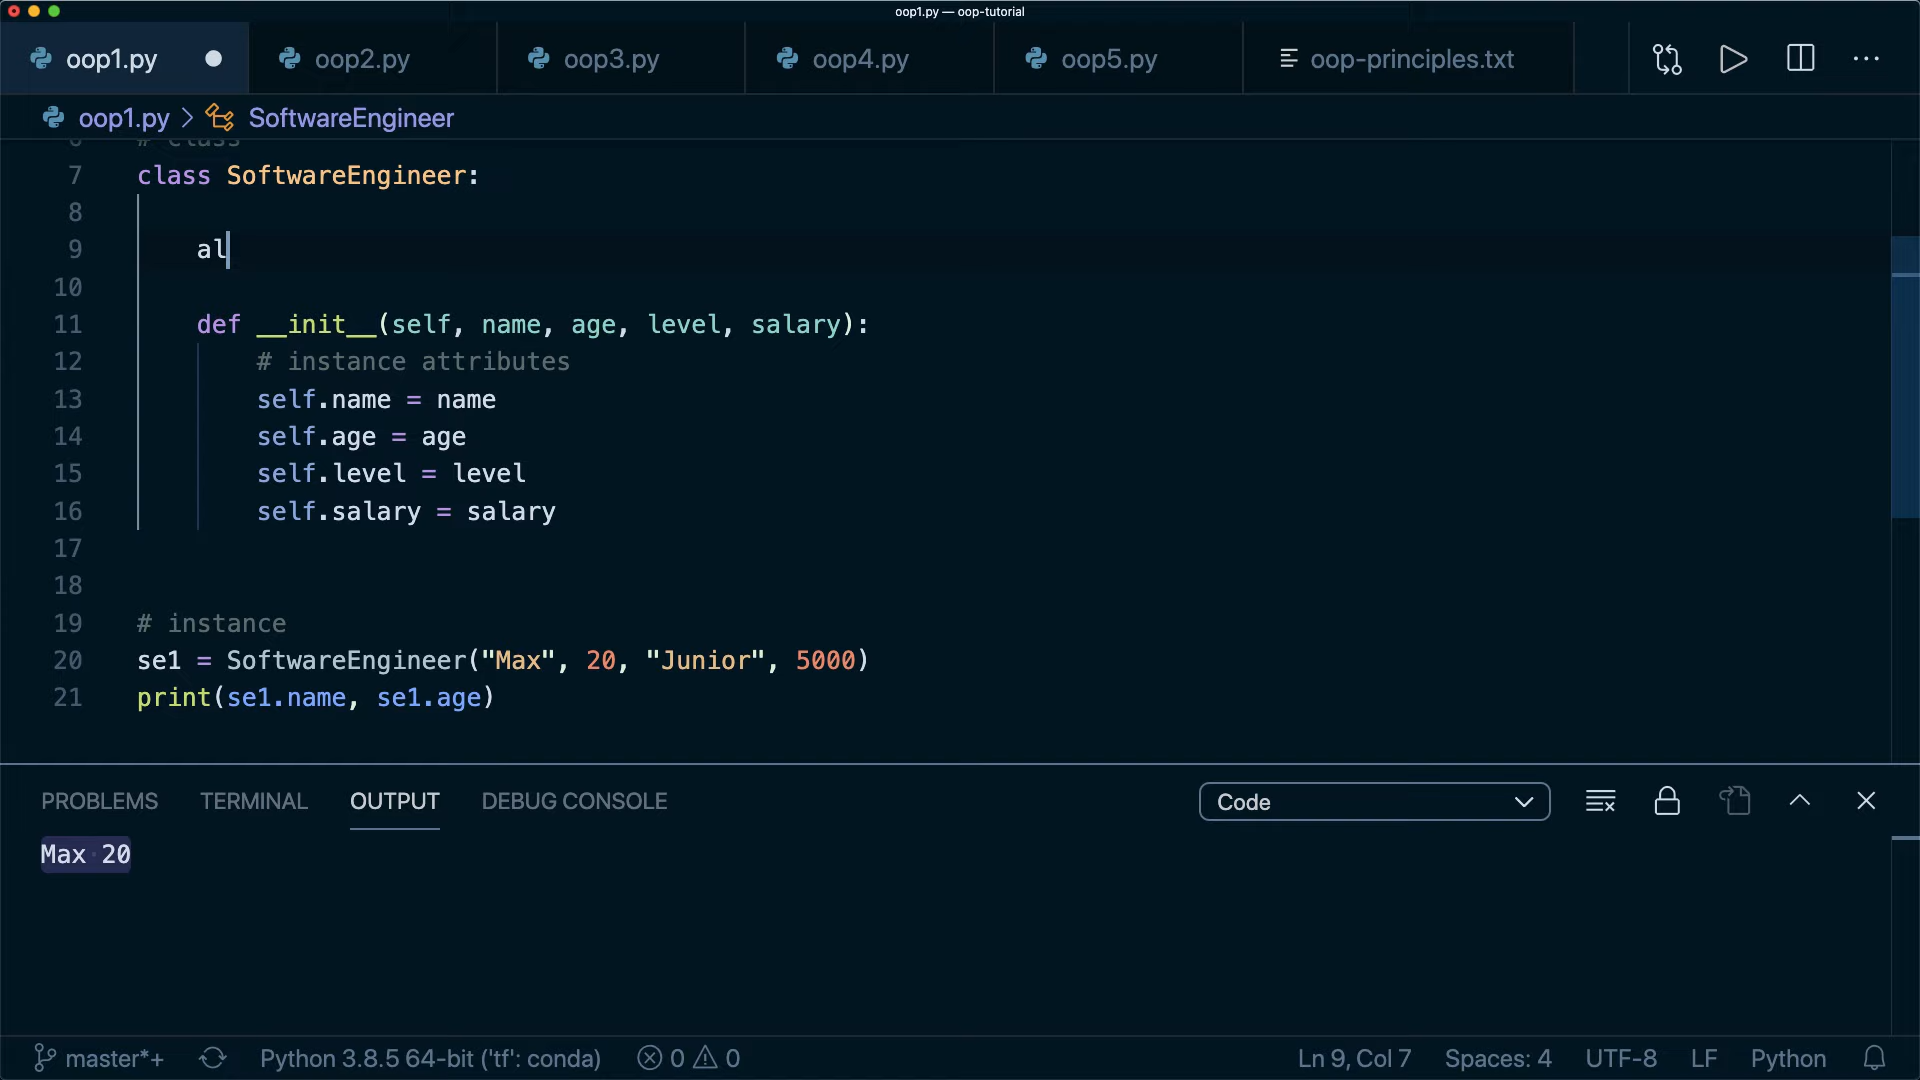 oop1.py — oop-tutorial
oop1.py oop2.py oop3.py oop4.py oop5.py oop-principles.txt
oop1.py > SoftwareEngineer
6 # class
7 class SoftwareEngineer:
8
9 al
10
11 def __init__(self, name, age, level, salary):
12 # instance attributes
13 self.name = name
14 self.age = age
15 self.level = level
16 self.salary = salary
17
18
19 # instance
20 se1 = SoftwareEngineer("Max", 20, "Junior", 5000)
21 print(se1.name, se1.age)
PROBLEMS TERMINAL OUTPUT DEBUG CONSOLE Code
Max 20
master*+ Python 3.8.5 64-bit ('tf': conda) 0 0 Ln 9, Col 7 Spaces: 4 UTF-8 LF Python